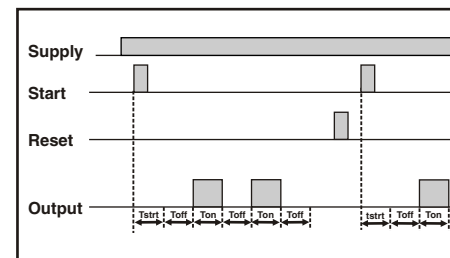 Supply
Start
Reset
Output
Tstrt Toff Ton Toff Ton Toff tstrt Toff Ton